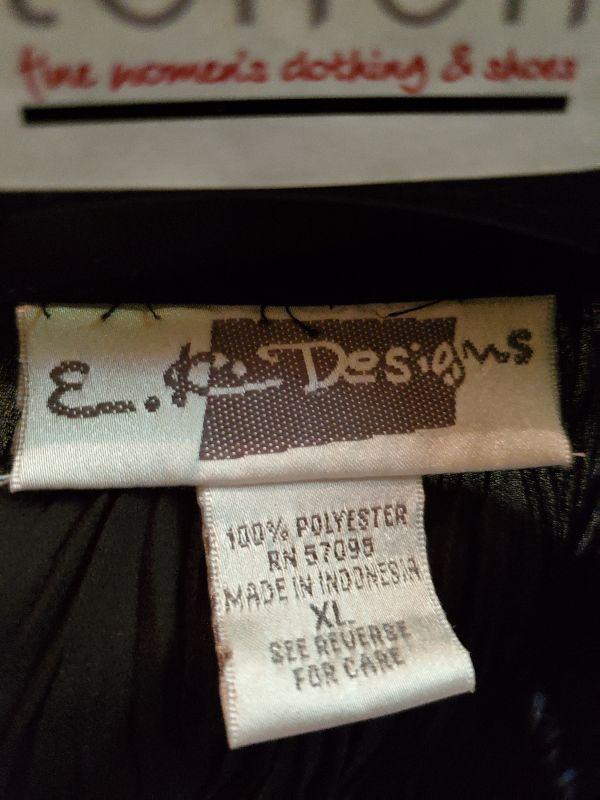 fine women's clothing & shoes
E. K. Designs
100% POLYESTER
RN 57095
MADE IN INDONESIA
XL
SEE REVERSE
FOR CARE